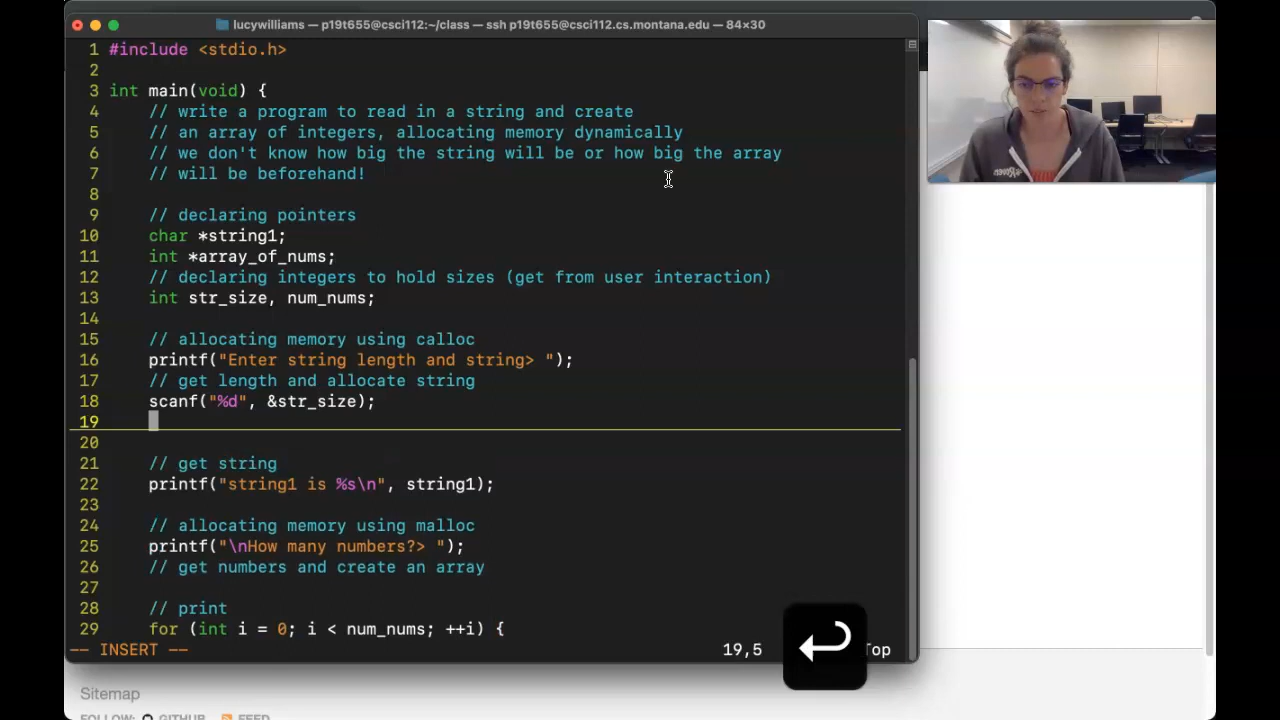 lucywilliams — p19t655@csci112:~/class — ssh p19t655@csci112.cs.montana.edu — 84×30
1 #include <stdio.h>
2
3 int main(void) {
4     // write a program to read in a string and create
5     // an array of integers, allocating memory dynamically
6     // we don't know how big the string will be or how big the array
7     // will be beforehand!
8
9     // declaring pointers
10     char *string1;
11     int *array_of_nums;
12     // declaring integers to hold sizes (get from user interaction)
13     int str_size, num_nums;
14
15     // allocating memory using calloc
16     printf("Enter string length and string> ");
17     // get length and allocate string
18     scanf("%d", &str_size);
19
20
21     // get string
22     printf("string1 is %s\n", string1);
23
24     // allocating memory using malloc
25     printf("\nHow many numbers?> ");
26     // get numbers and create an array
27
28     // print
29     for (int i = 0; i < num_nums; ++i) {
-- INSERT -- 19,5 Top
Sitemap
FOLLOW: GITHUB FEED